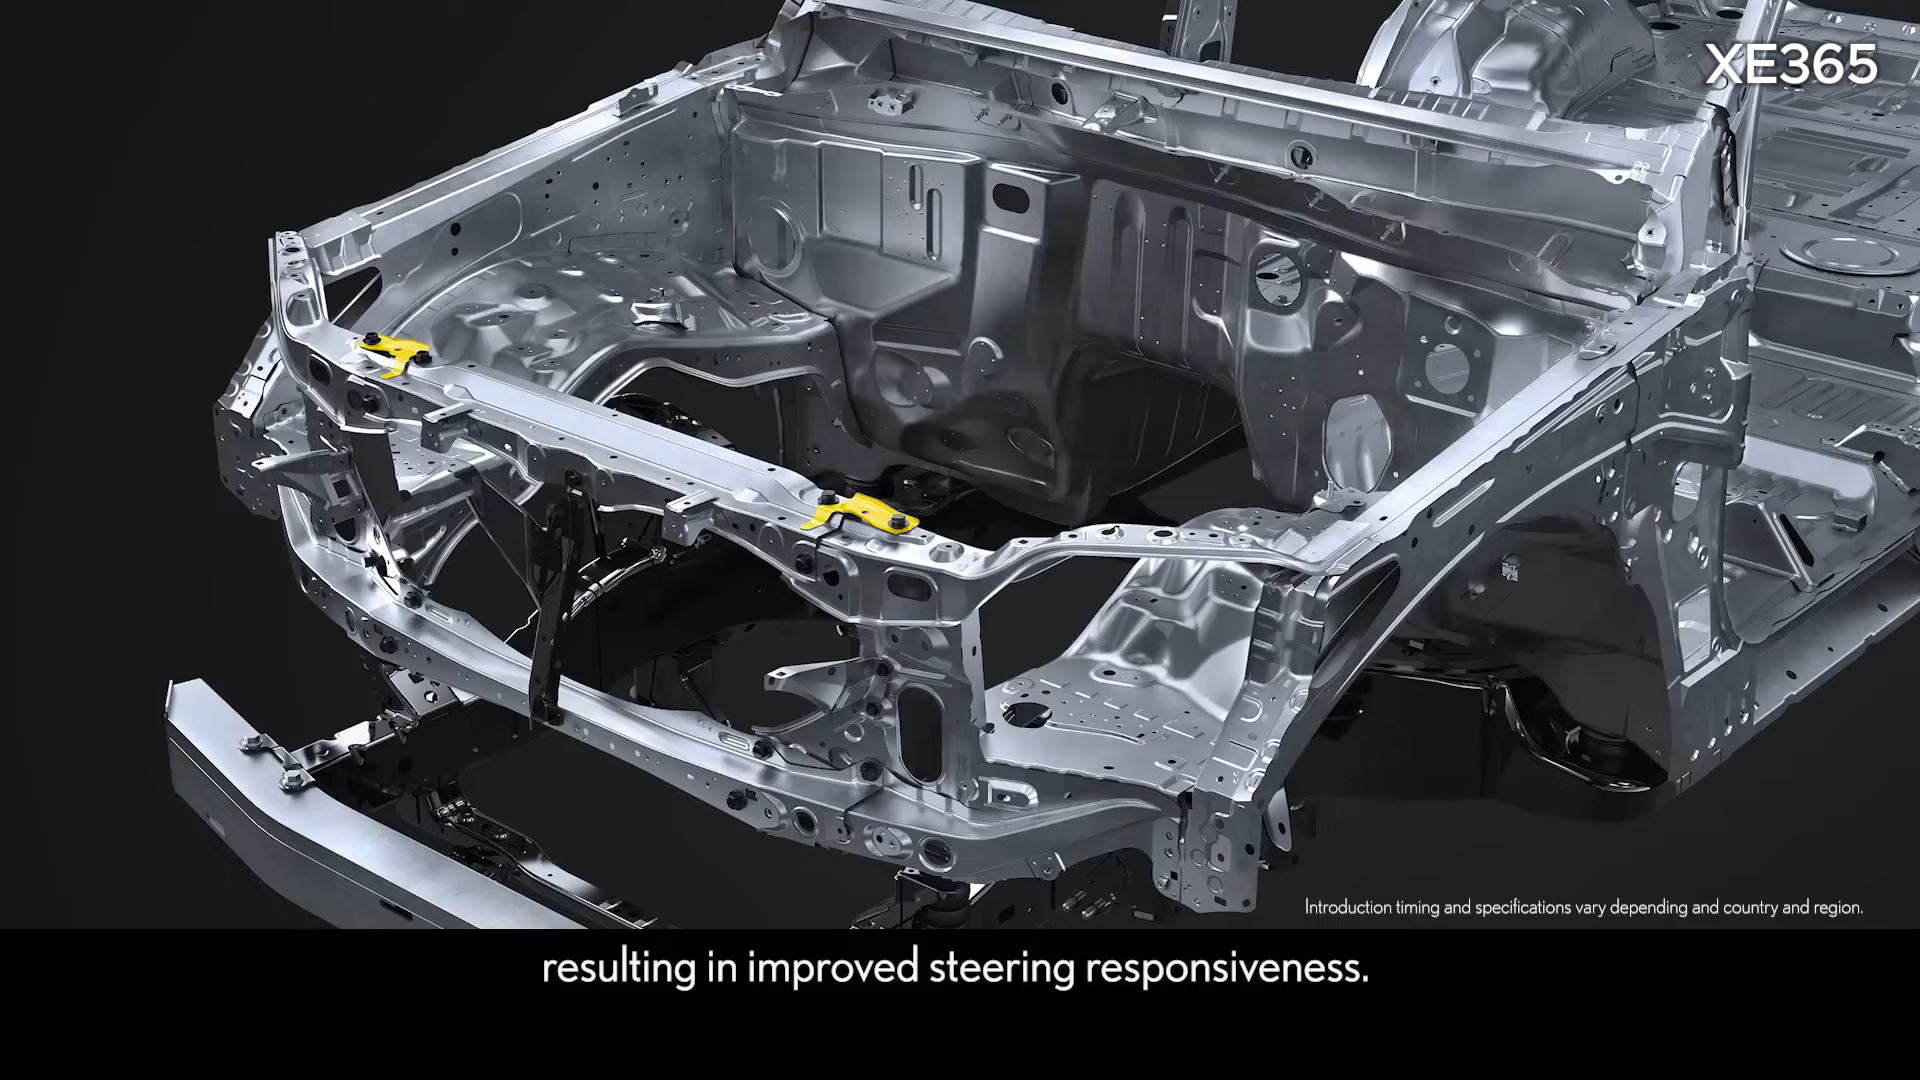 XE365
Introduction timing and specifications vary depending and country and region.
resulting in improved steering responsiveness.